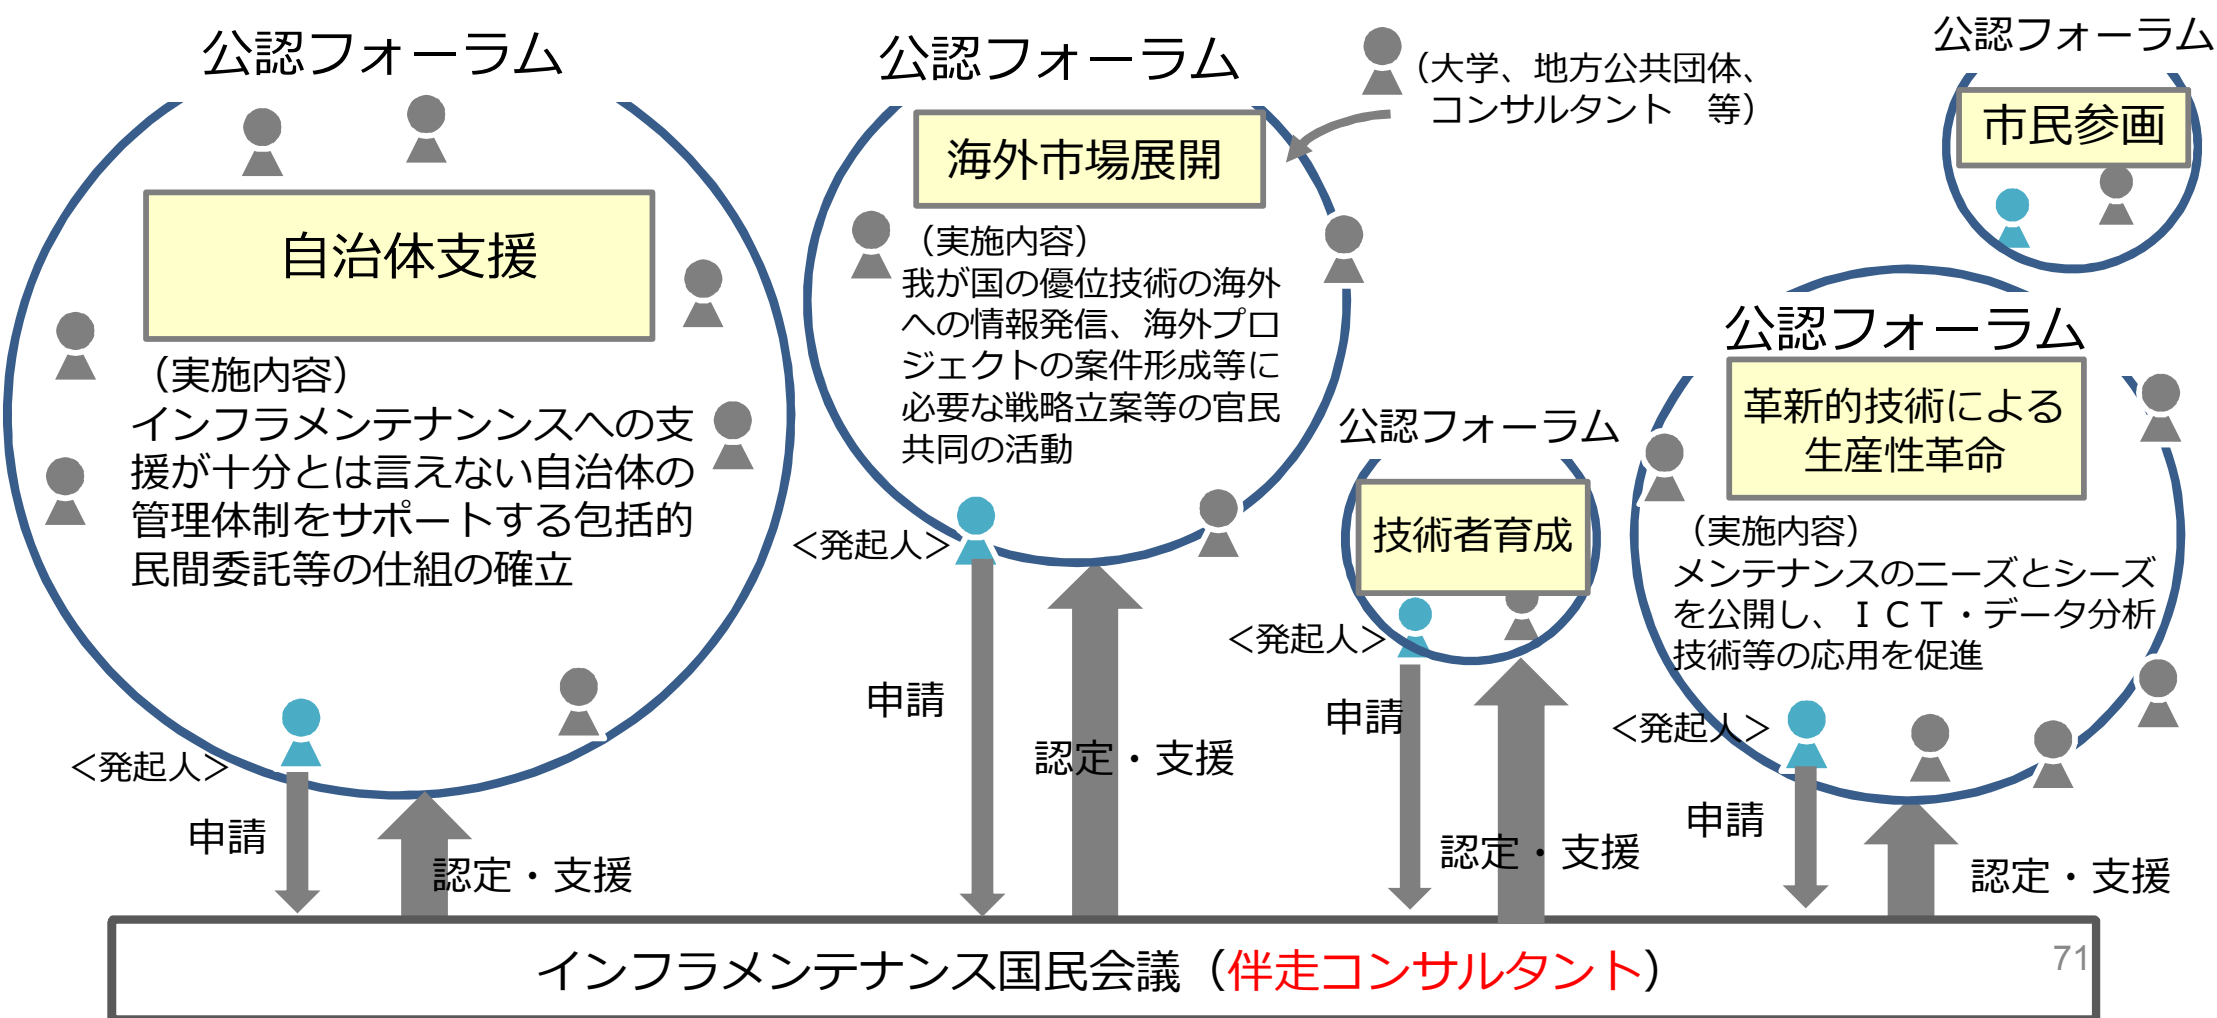 公認フォーラム
自治体支援
（実施内容）
インフラメンテナンンスへの支
援が十分とは言えない自治体の
管理体制をサポートする包括的
民間委託等の仕組の確立
＜発起人＞
申請
認定・支援
公認フォーラム
海外市場展開
（大学、地方公共団体、
コンサルタント　等）
（実施内容）
我が国の優位技術の海外
への情報発信、海外プロ
ジェクトの案件形成等に
必要な戦略立案等の官民
共同の活動
＜発起人＞
申請
認定・支援
公認フォーラム
技術者育成
＜発起人＞
申請
認定・支援
公認フォーラム
市民参画
公認フォーラム
革新的技術による
生産性革命
（実施内容）
メンテナンスのニーズとシーズ
を公開し、ＩＣＴ・データ分析
技術等の応用を促進
＜発起人＞
申請
認定・支援
インフラメンテナンス国民会議（伴走コンサルタント）
71